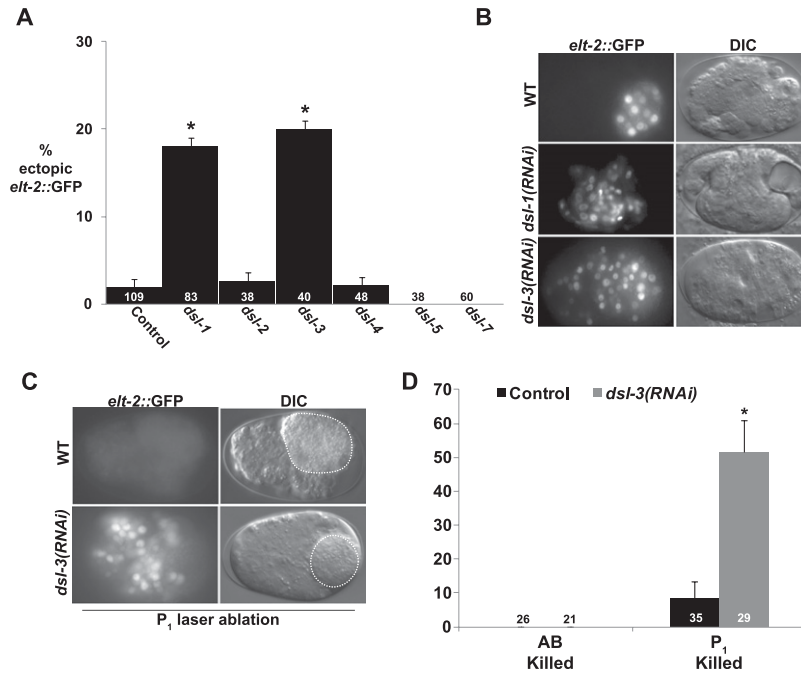 A
%
ectopic
elt-2::GFP
30
20
10
0
109
83
38
40
48
38
60
Control
dsl-1
dsl-2
dsl-3
dsl-4
dsl-5
dsl-7
B
elt-2::GFP
DIC
WT
dsl-1(RNAi)
dsl-3(RNAi)
C
elt-2::GFP
DIC
WT
dsl-3(RNAi)
P1 laser ablation
D
Control
dsl-3(RNAi)
70
60
50
40
30
20
10
0
*
*
*
26
21
35
29
AB
Killed
P1
Killed